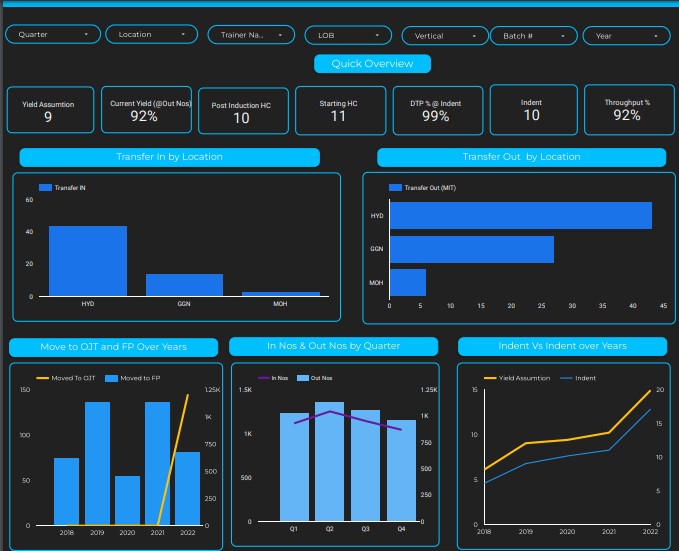 Quarter
Location
Trainer Na...
LOB
Vertical
Batch #
Year
Quick Overview
Yield Assumtion
9
Current Yield (@Out Nos)
92%
Post Induction HC
10
Starting HC
11
DTP % @ Indent
99%
Indent
10
Throughput %
92%
Transfer In by Location
Transfer IN
60
40
20
0
HYD
GGN
MOH
Transfer Out by Location
Transfer Out (MIT)
HYD
GGN
MOH
0 5 10 15 20 25 30 35 40 45
Move to OJT and FP Over Years
Moved To OJT Moved to FP
150
100
50
0
1.25K
1K
750
500
250
0
2018 2019 2020 2021 2022
In Nos & Out Nos by Quarter
In Nos Out Nos
1.5K
1K
500
0
1.25K
1K
750
500
250
0
Q1 Q2 Q3 Q4
Indent Vs Indent over Years
Yield Assumtion Indent
15
10
5
0
20
15
10
5
0
2018 2019 2020 2021 2022